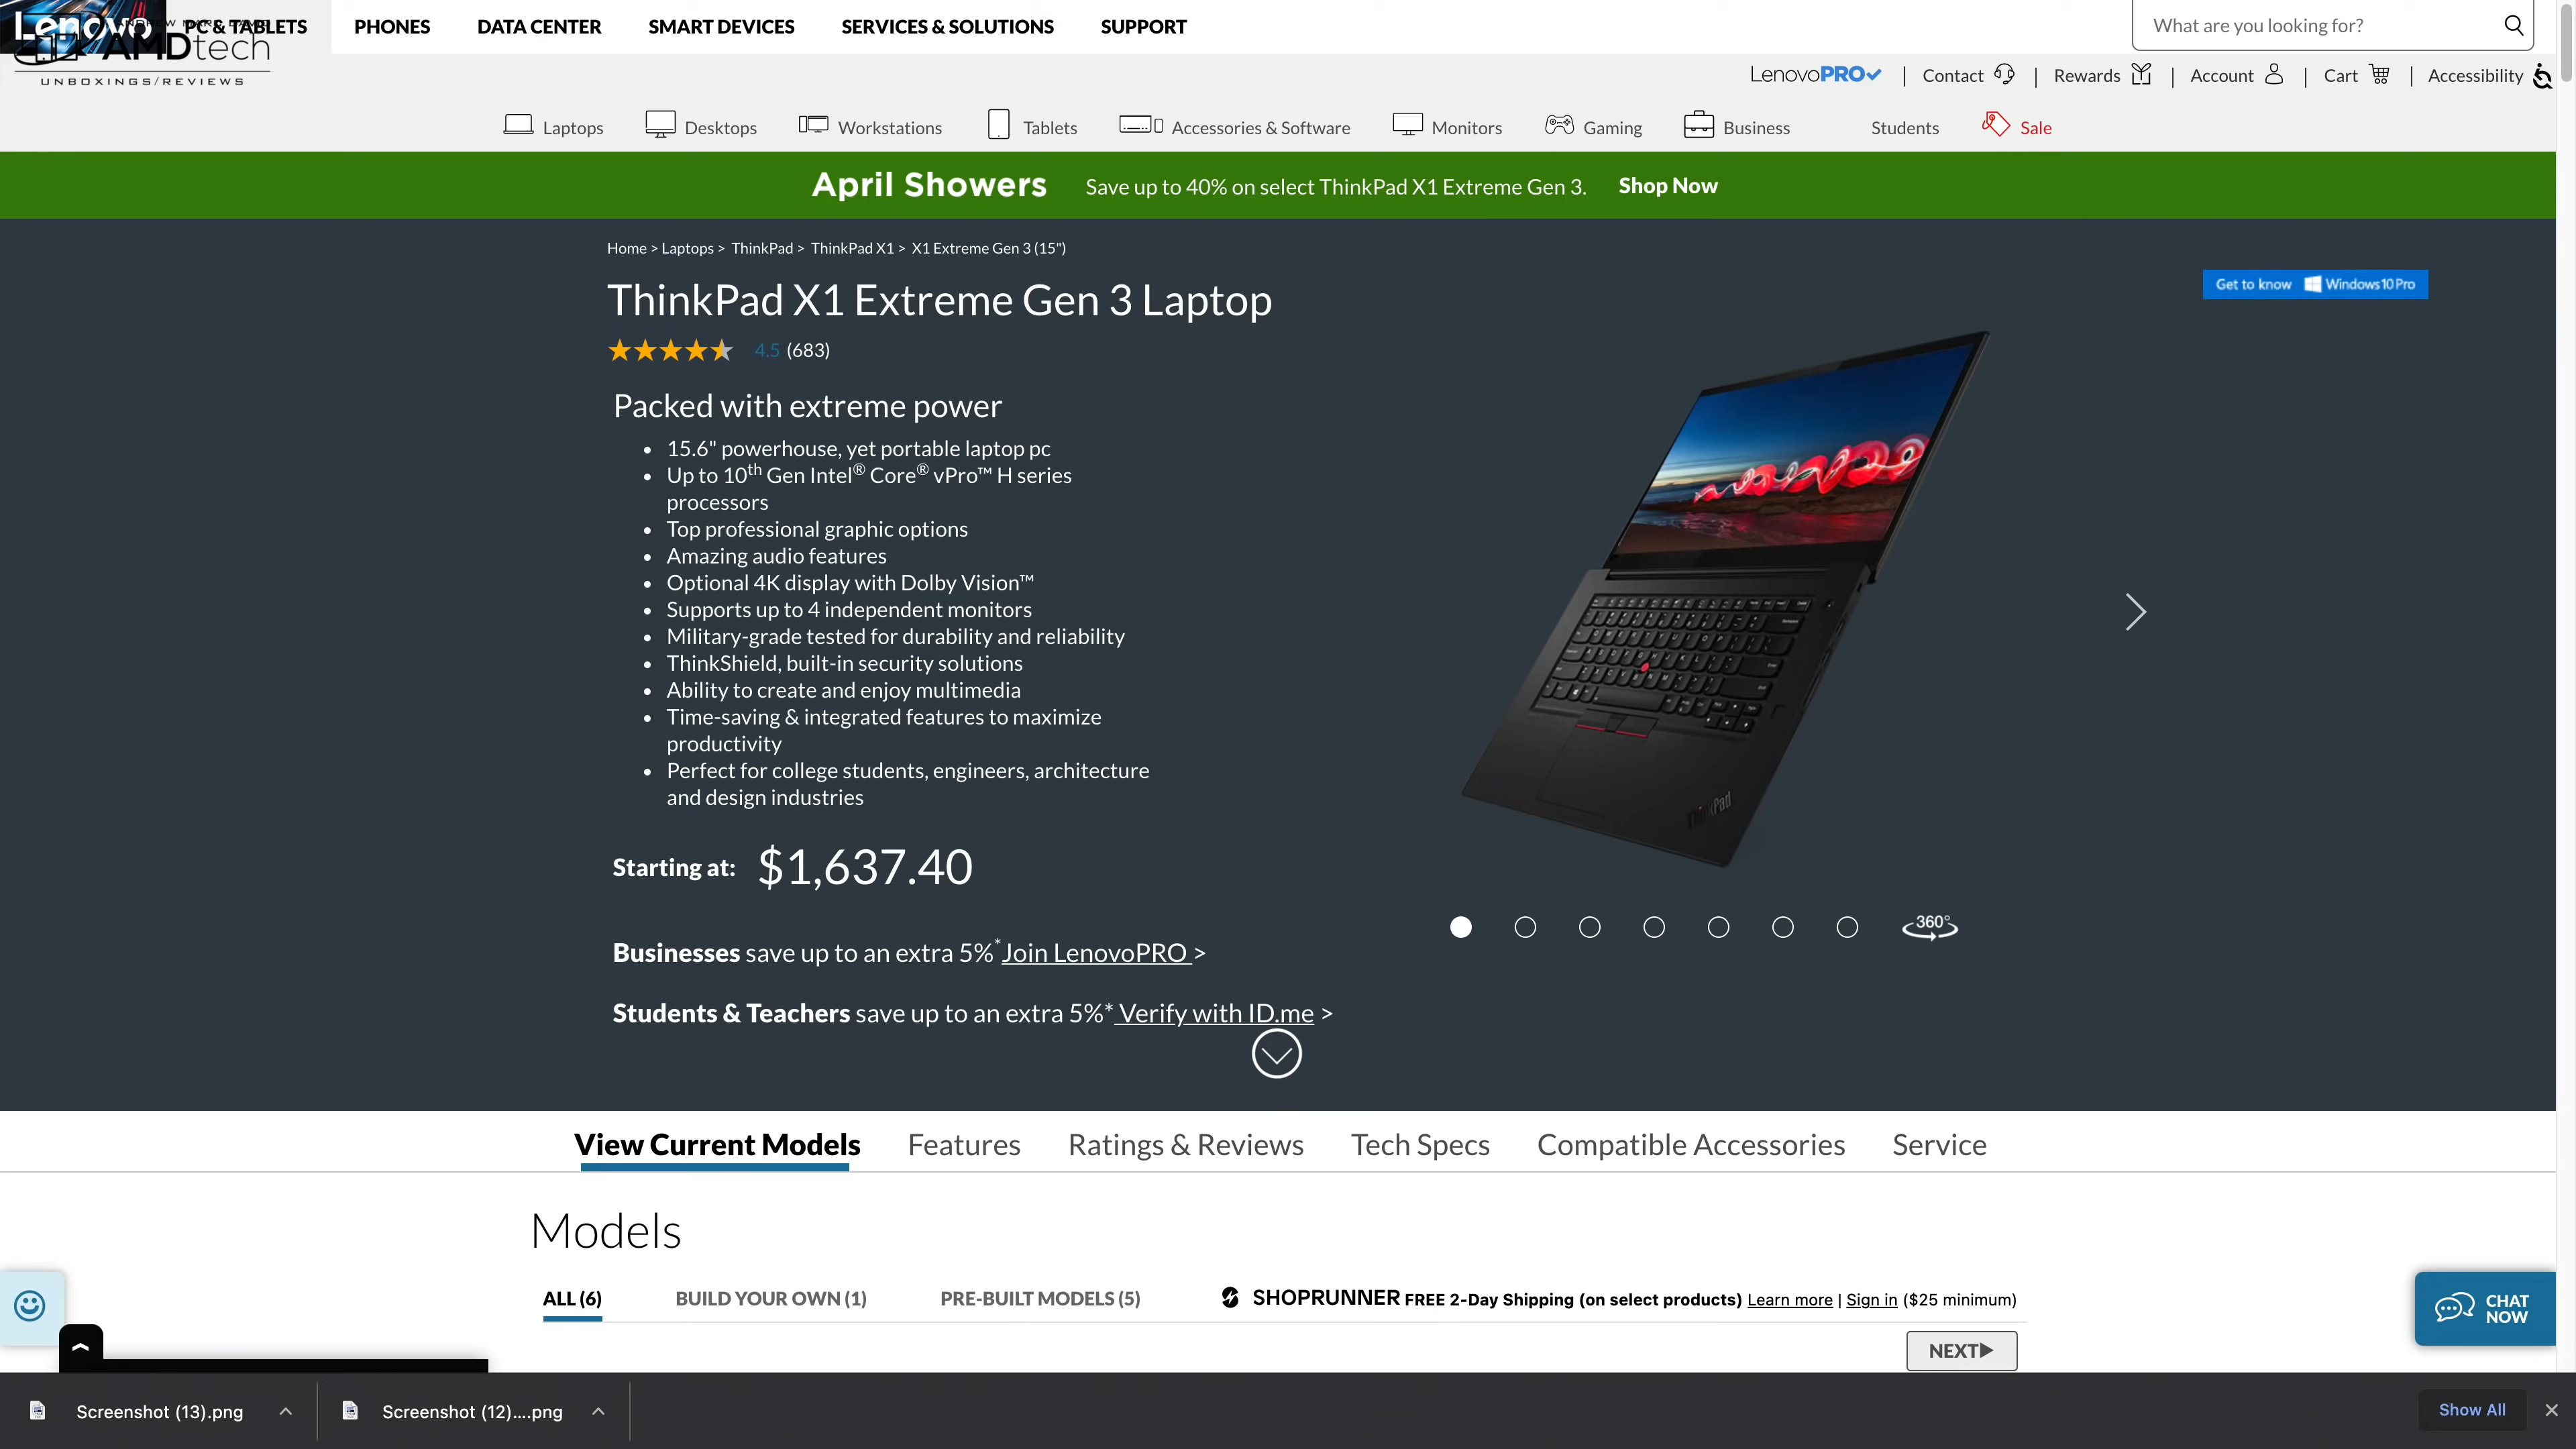 Lenovo
ANDREW MARC DAVID
AMDtech
UNBOXINGS/REVIEWS
PC & TABLETS
PHONES
DATA CENTER
SMART DEVICES
SERVICES & SOLUTIONS
SUPPORT
What are you looking for?
LenovoPRO
Contact
Rewards
Account
Cart
Accessibility
Laptops
Desktops
Workstations
Tablets
Accessories & Software
Monitors
Gaming
Business
Students
Sale
April Showers Save up to 40% on select ThinkPad X1 Extreme Gen 3. Shop Now
Home > Laptops > ThinkPad > ThinkPad X1 > X1 Extreme Gen 3 (15")
Get to know Windows10 Pro
ThinkPad X1 Extreme Gen 3 Laptop
4.5 (683)
Packed with extreme power
• 15.6" powerhouse, yet portable laptop pc
• Up to 10th Gen Intel® Core® vPro™ H series
processors
• Top professional graphic options
• Amazing audio features
• Optional 4K display with Dolby Vision™
• Supports up to 4 independent monitors
• Military-grade tested for durability and reliability
• ThinkShield, built-in security solutions
• Ability to create and enjoy multimedia
• Time-saving & integrated features to maximize
productivity
• Perfect for college students, engineers, architecture
and design industries
ThinkPad
Starting at: $1,637.40
360°
Businesses save up to an extra 5%* Join LenovoPRO >
Students & Teachers save up to an extra 5%* Verify with ID.me >
View Current Models
Features
Ratings & Reviews
Tech Specs
Compatible Accessories
Service
Models
ALL (6)
BUILD YOUR OWN (1)
PRE-BUILT MODELS (5)
SHOPRUNNER FREE 2-Day Shipping (on select products) Learn more | Sign in ($25 minimum)
CHAT
NOW
NEXT▶
Screenshot (13).png
Screenshot (12)....png
Show All